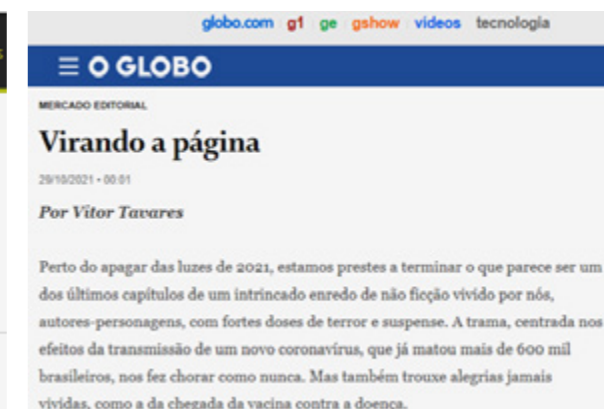 globo.com g1 ge gshow videos tecnologia
O GLOBO
MERCADO EDITORIAL
Virando a página
29/10/2021 • 00:01
Por Vitor Tavares
Perto do apagar das luzes de 2021, estamos prestes a terminar o que parece ser um
dos últimos capítulos de um intrincado enredo de não ficção vivido por nós,
autores-personagens, com fortes doses de terror e suspense. A trama, centrada nos
efeitos da transmissão de um novo coronavírus, que já matou mais de 600 mil
brasileiros, nos fez chorar como nunca. Mas também trouxe alegrias jamais
vividas, como a da chegada da vacina contra a doença.